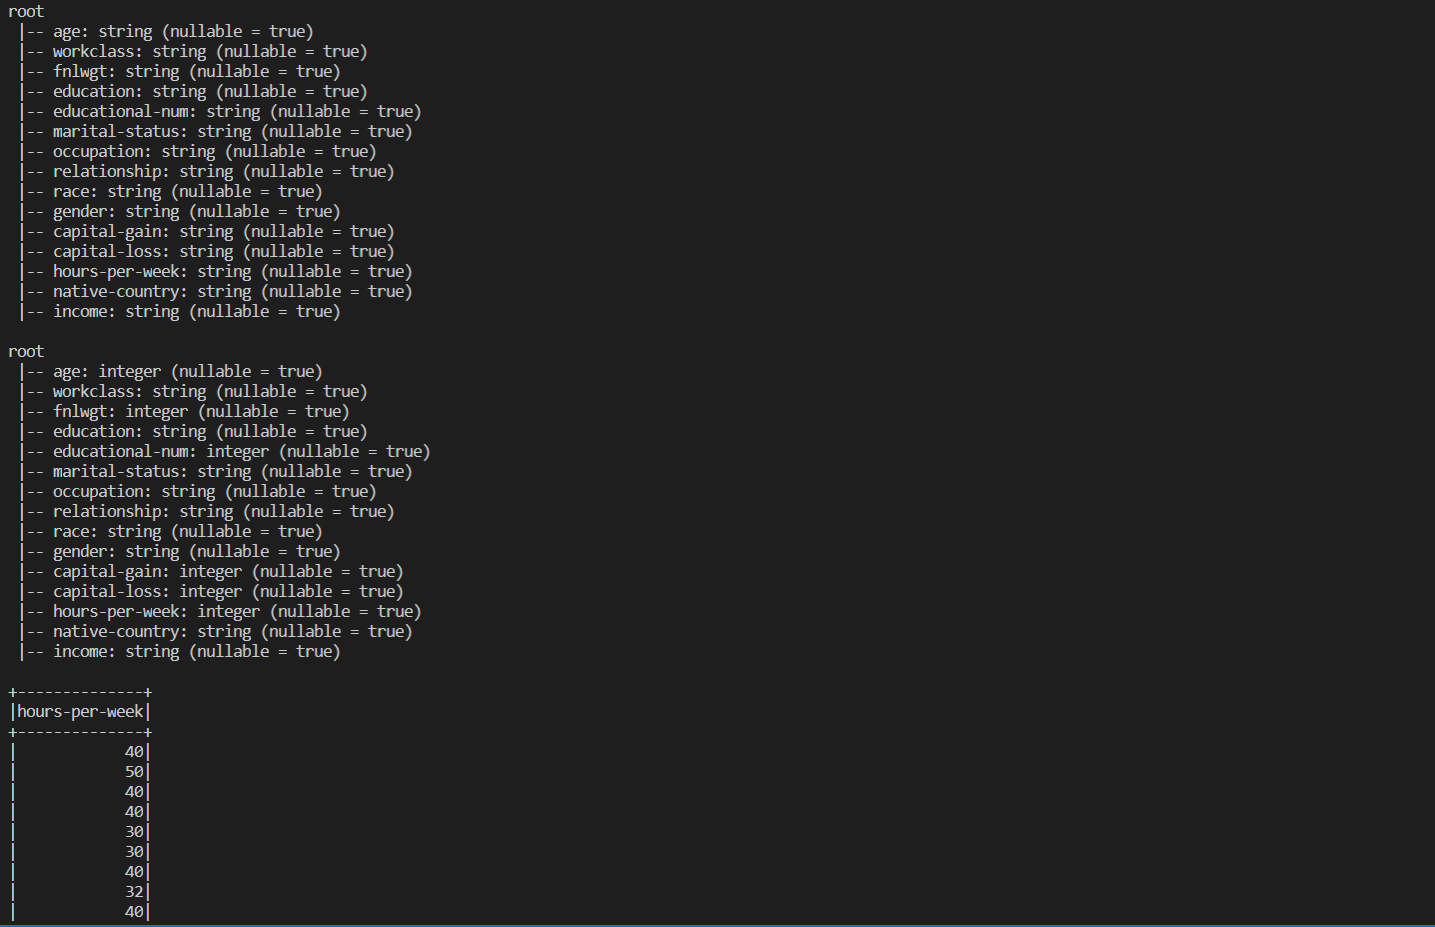 root
 |-- age: string (nullable = true)
 |-- workclass: string (nullable = true)
 |-- fnlwgt: string (nullable = true)
 |-- education: string (nullable = true)
 |-- educational-num: string (nullable = true)
 |-- marital-status: string (nullable = true)
 |-- occupation: string (nullable = true)
 |-- relationship: string (nullable = true)
 |-- race: string (nullable = true)
 |-- gender: string (nullable = true)
 |-- capital-gain: string (nullable = true)
 |-- capital-loss: string (nullable = true)
 |-- hours-per-week: string (nullable = true)
 |-- native-country: string (nullable = true)
 |-- income: string (nullable = true)

root
 |-- age: integer (nullable = true)
 |-- workclass: string (nullable = true)
 |-- fnlwgt: integer (nullable = true)
 |-- education: string (nullable = true)
 |-- educational-num: integer (nullable = true)
 |-- marital-status: string (nullable = true)
 |-- occupation: string (nullable = true)
 |-- relationship: string (nullable = true)
 |-- race: string (nullable = true)
 |-- gender: string (nullable = true)
 |-- capital-gain: integer (nullable = true)
 |-- capital-loss: integer (nullable = true)
 |-- hours-per-week: integer (nullable = true)
 |-- native-country: string (nullable = true)
 |-- income: string (nullable = true)

+--------------+
|hours-per-week|
+--------------+
|            40|
|            50|
|            40|
|            40|
|            30|
|            30|
|            40|
|            32|
|            40|